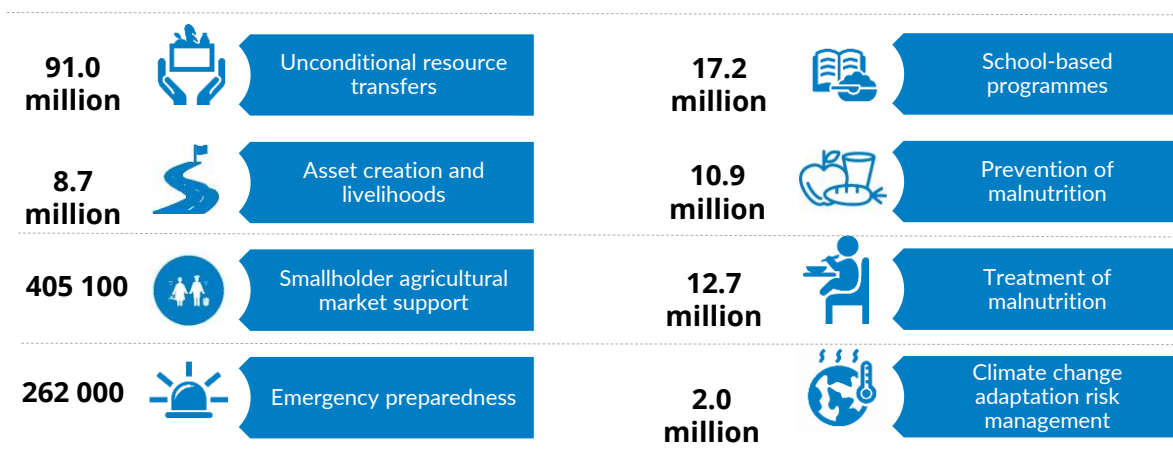 91.0
million
Unconditional resource
transfers
17.2
million
School-based
programmes
8.7
million
Asset creation and
livelihoods
10.9
million
Prevention of
malnutrition
405 100
Smallholder agricultural
market support
12.7
million
Treatment of
malnutrition
262 000
Emergency preparedness
2.0
million
Climate change
adaptation risk
management